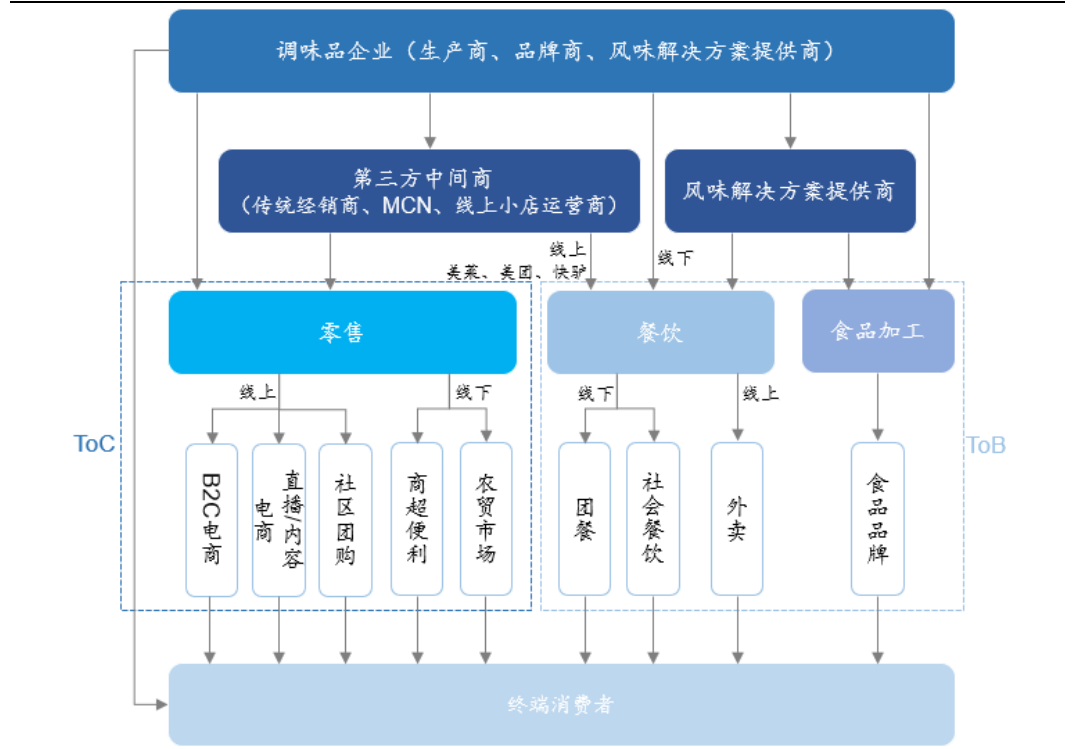 调味品企业（生产商、品牌商、风味解决方案提供商）
第三方中间商
（传统经销商、MCN、线上小店运营商）
风味解决方案提供商
线上
美菜、美团、快驴
线下
零售
餐饮
食品加工
线上
线下
线下
线上
ToC
ToB
B2C电商
直播/内容
电商
社区团购
商超便利
农贸市场
团餐
社会餐饮
外卖
食品品牌
终端消费者